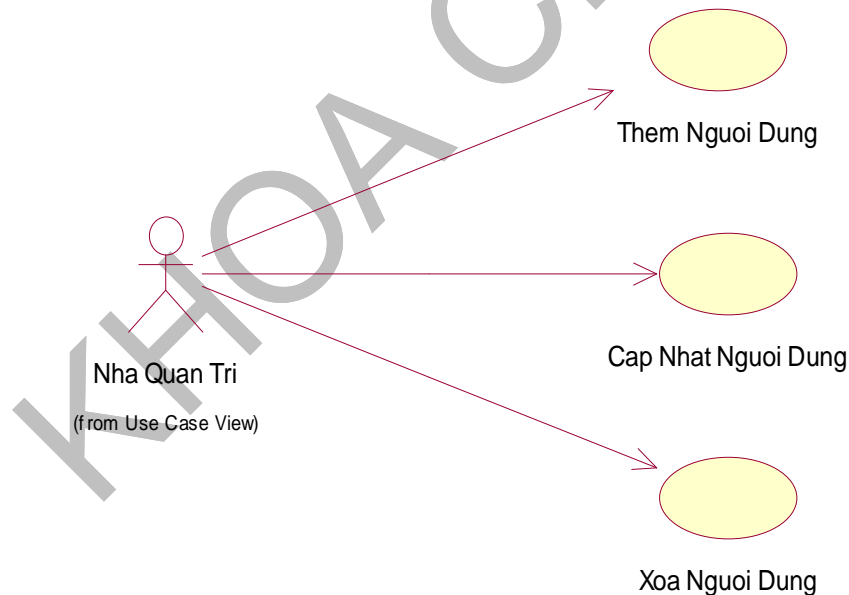 Them Nguoi Dung
Cap Nhat Nguoi Dung
Nha Quan Tri
(from Use Case View)
Xoa Nguoi Dung
KHOA C